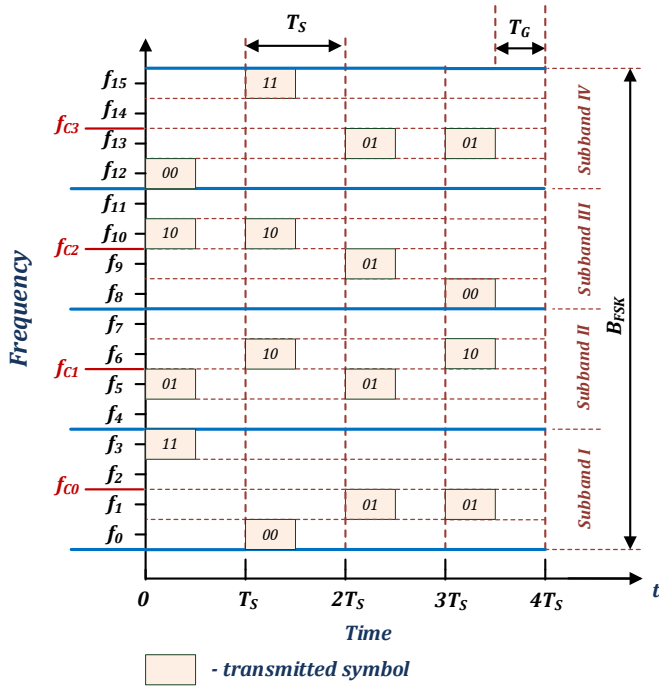 T_S
T_G
f_15
11
f_14
f_C3
f_13
01
01
f_12
00
Subband IV
f_11
f_10
10
10
f_C2
f_9
01
f_8
00
Subband III
f_7
f_6
10
10
f_C1
f_5
01
01
f_4
Subband II
f_3
11
f_2
f_C0
f_1
01
01
f_0
00
Subband I
Frequency
B_FSK
0
T_S
2T_S
3T_S
4T_S
t
Time
- transmitted symbol